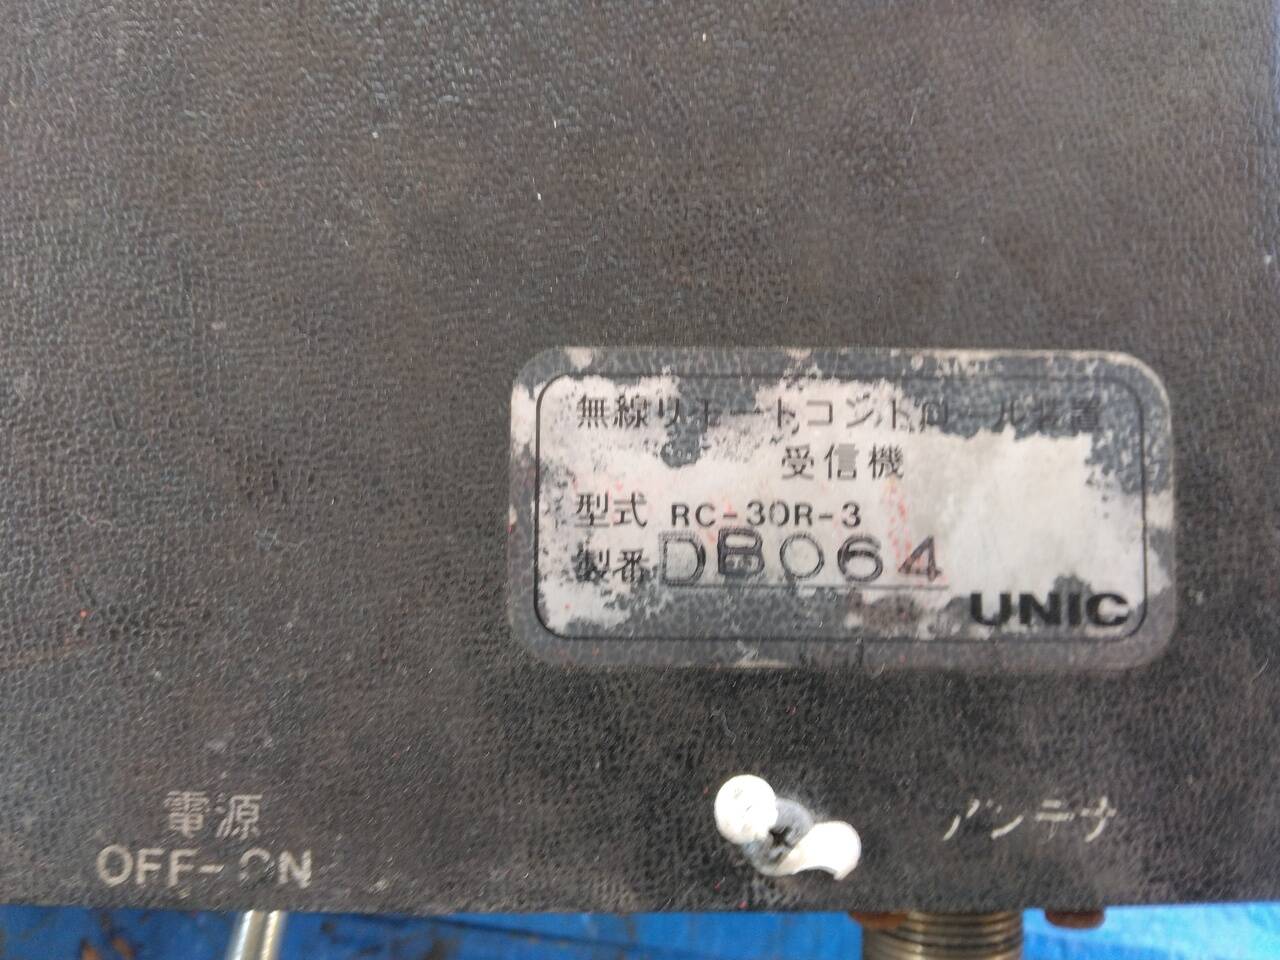 無線リモートコントロール装置
受信機
型式 RC-30R-3
製番 DB064
UNIC
電源
OFF-ON
アンテナ